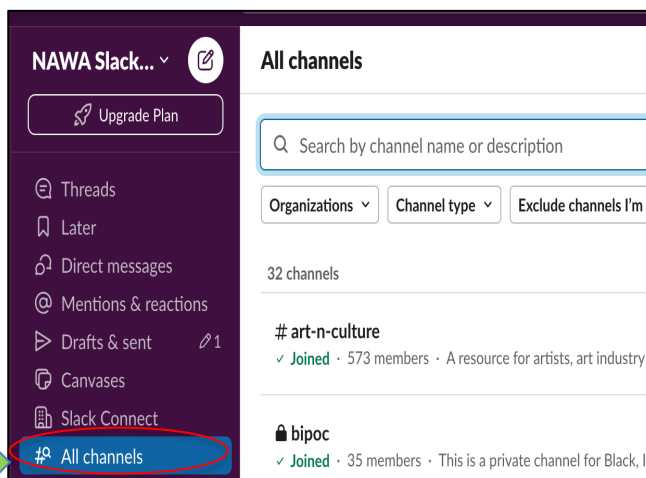 NAWA Slack...
Upgrade Plan
Threads
Later
Direct messages
Mentions & reactions
Drafts & sent 1
Canvases
Slack Connect
All channels
All channels
Search by channel name or description
Organizations Channel type Exclude channels I'm
32 channels
# art-n-culture
✓ Joined · 573 members · A resource for artists, art industry
bipoc
✓ Joined · 35 members · This is a private channel for Black, I